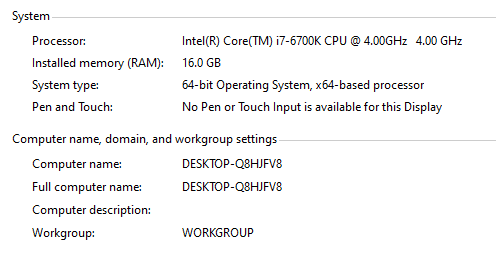 System
Processor: Intel(R) Core(TM) i7-6700K CPU @ 4.00GHz 4.00 GHz
Installed memory (RAM): 16.0 GB
System type: 64-bit Operating System, x64-based processor
Pen and Touch: No Pen or Touch Input is available for this Display
Computer name, domain, and workgroup settings
Computer name: DESKTOP-Q8HJFV8
Full computer name: DESKTOP-Q8HJFV8
Computer description:
Workgroup: WORKGROUP